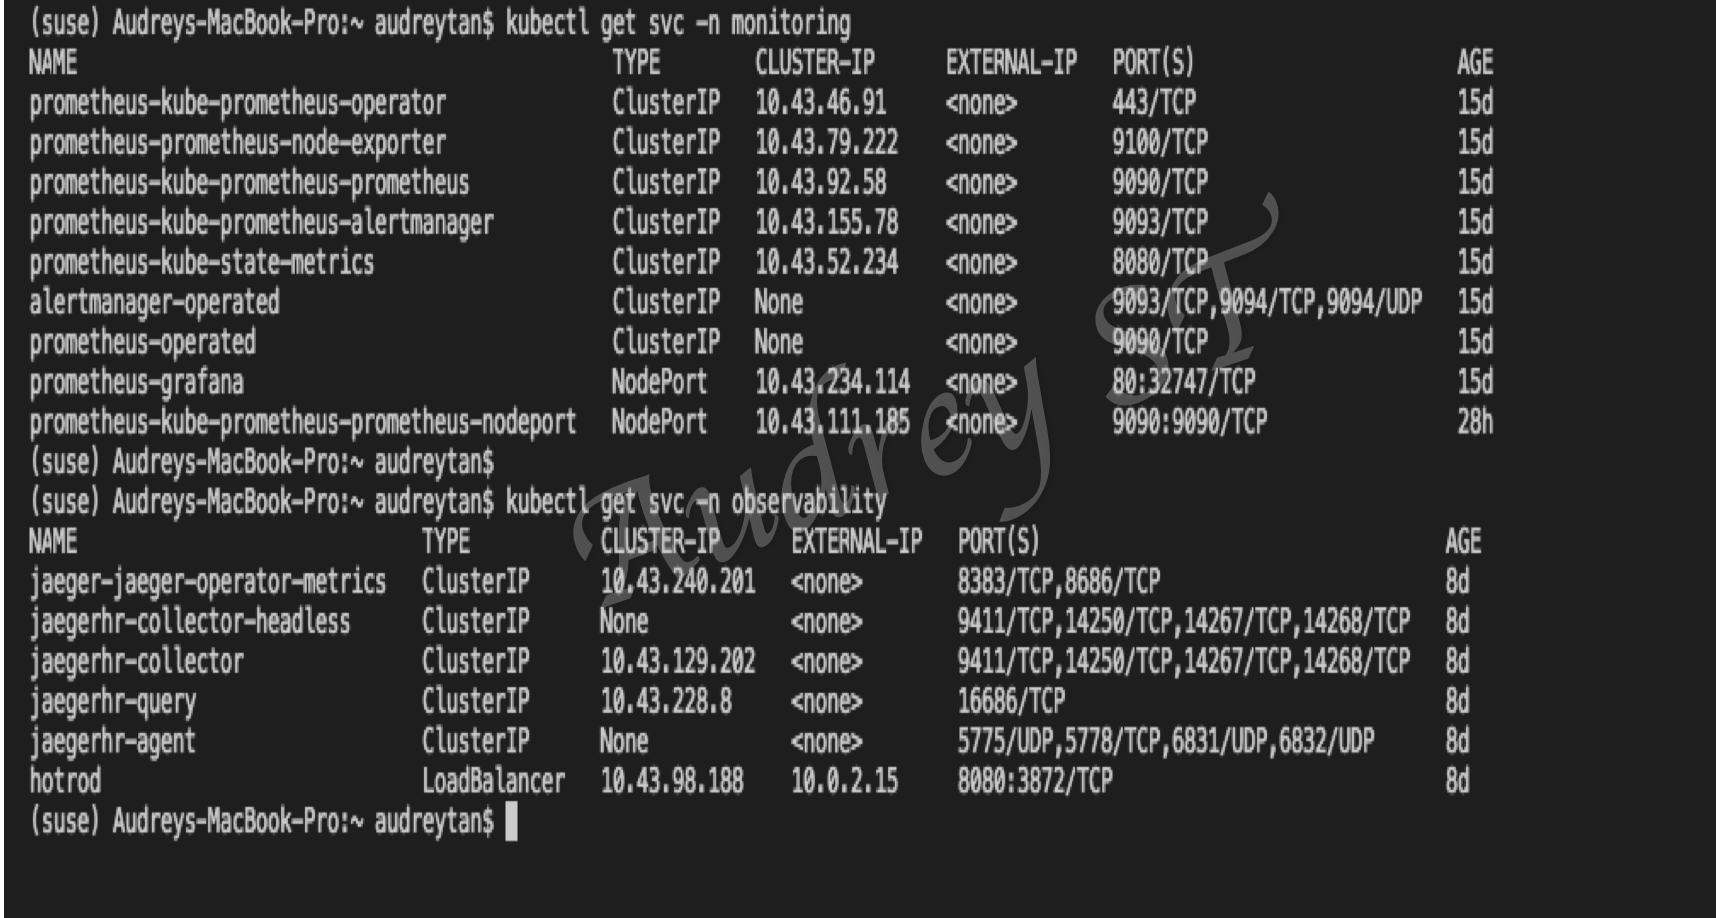 (suse) Audreys-MacBook-Pro:~ audreytan$ kubectl get svc -n monitoring
NAME TYPE CLUSTER-IP EXTERNAL-IP PORT(S) AGE
prometheus-kube-prometheus-operator ClusterIP 10.43.46.91 <none> 443/TCP 15d
prometheus-prometheus-node-exporter ClusterIP 10.43.79.222 <none> 9100/TCP 15d
prometheus-kube-prometheus-prometheus ClusterIP 10.43.92.58 <none> 9090/TCP 15d
prometheus-kube-prometheus-alertmanager ClusterIP 10.43.155.78 <none> 9093/TCP 15d
prometheus-kube-state-metrics ClusterIP 10.43.52.234 <none> 8080/TCP 15d
alertmanager-operated ClusterIP None <none> 9093/TCP,9094/TCP,9094/UDP 15d
prometheus-operated ClusterIP None <none> 9090/TCP 15d
prometheus-grafana NodePort 10.43.234.114 <none> 80:32747/TCP 15d
prometheus-kube-prometheus-prometheus-nodeport NodePort 10.43.111.185 <none> 9090:9090/TCP 28h
(suse) Audreys-MacBook-Pro:~ audreytan$
(suse) Audreys-MacBook-Pro:~ audreytan$ kubectl get svc -n observability
NAME TYPE CLUSTER-IP EXTERNAL-IP PORT(S) AGE
jaeger-jaeger-operator-metrics ClusterIP 10.43.240.201 <none> 8383/TCP,8686/TCP 8d
jaegerhr-collector-headless ClusterIP None <none> 9411/TCP,14250/TCP,14267/TCP,14268/TCP 8d
jaegerhr-collector ClusterIP 10.43.129.202 <none> 9411/TCP,14250/TCP,14267/TCP,14268/TCP 8d
jaegerhr-query ClusterIP 10.43.228.8 <none> 16686/TCP 8d
jaegerhr-agent ClusterIP None <none> 5775/UDP,5778/TCP,6831/UDP,6832/UDP 8d
hotrod LoadBalancer 10.43.98.188 10.0.2.15 8080:3872/TCP 8d
(suse) Audreys-MacBook-Pro:~ audreytan$
Audrey ST